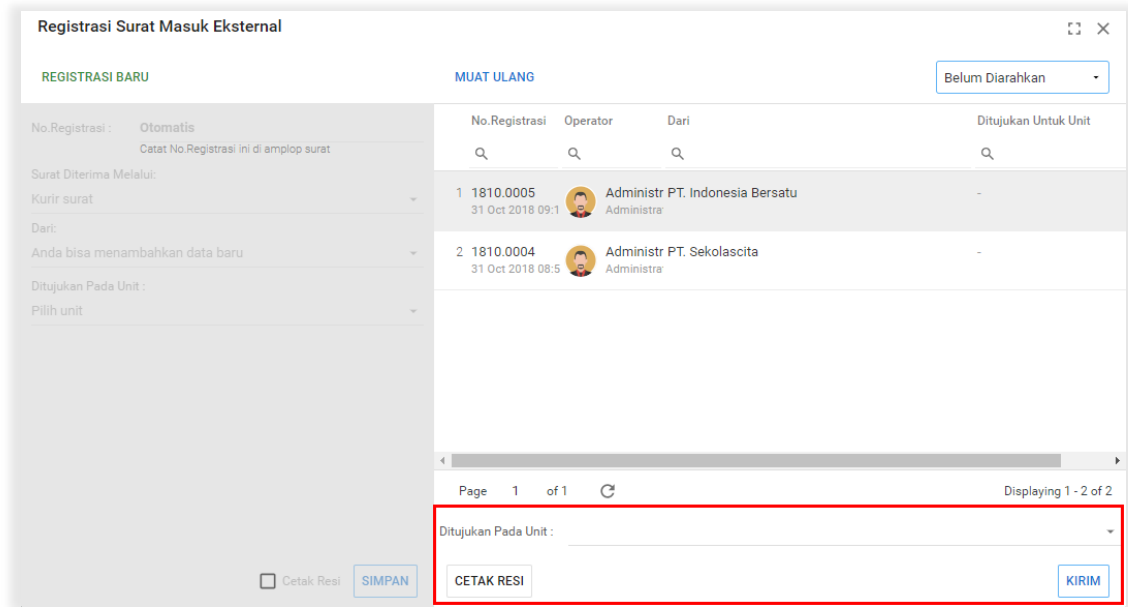 Registrasi Surat Masuk Eksternal
REGISTRASI BARU
MUAT ULANG
Belum Diarahkan
No.Registrasi : Otomatis
Catat No.Registrasi ini di amplop surat
Surat Diterima Melalui:
Kurir surat
Dari:
Anda bisa menambahkan data baru
Ditujukan Pada Unit :
Pilih unit
Cetak Resi SIMPAN
No.Registrasi Operator Dari Ditujukan Untuk Unit
1 1810.0005 Administr PT. Indonesia Bersatu -
31 Oct 2018 09:1 Administra
2 1810.0004 Administr PT. Sekolascita -
31 Oct 2018 08:5 Administra
Page 1 of 1 Displaying 1 - 2 of 2
Ditujukan Pada Unit :
CETAK RESI KIRIM